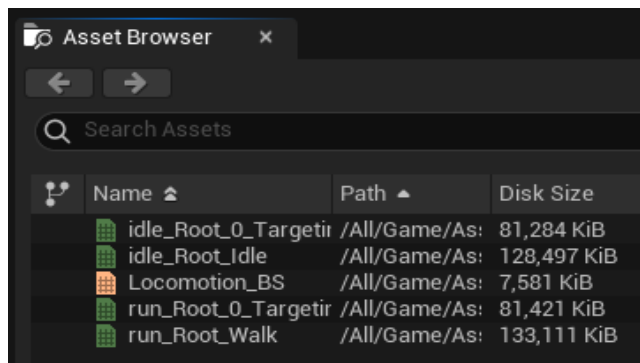 Asset Browser
Search Assets
Name Path Disk Size
idle_Root_0_Targetir /All/Game/As: 81,284 KiB
idle_Root_Idle /All/Game/As: 128,497 KiB
Locomotion_BS /All/Game/As: 7,581 KiB
run_Root_0_Targetir /All/Game/As: 81,421 KiB
run_Root_Walk /All/Game/As: 133,111 KiB